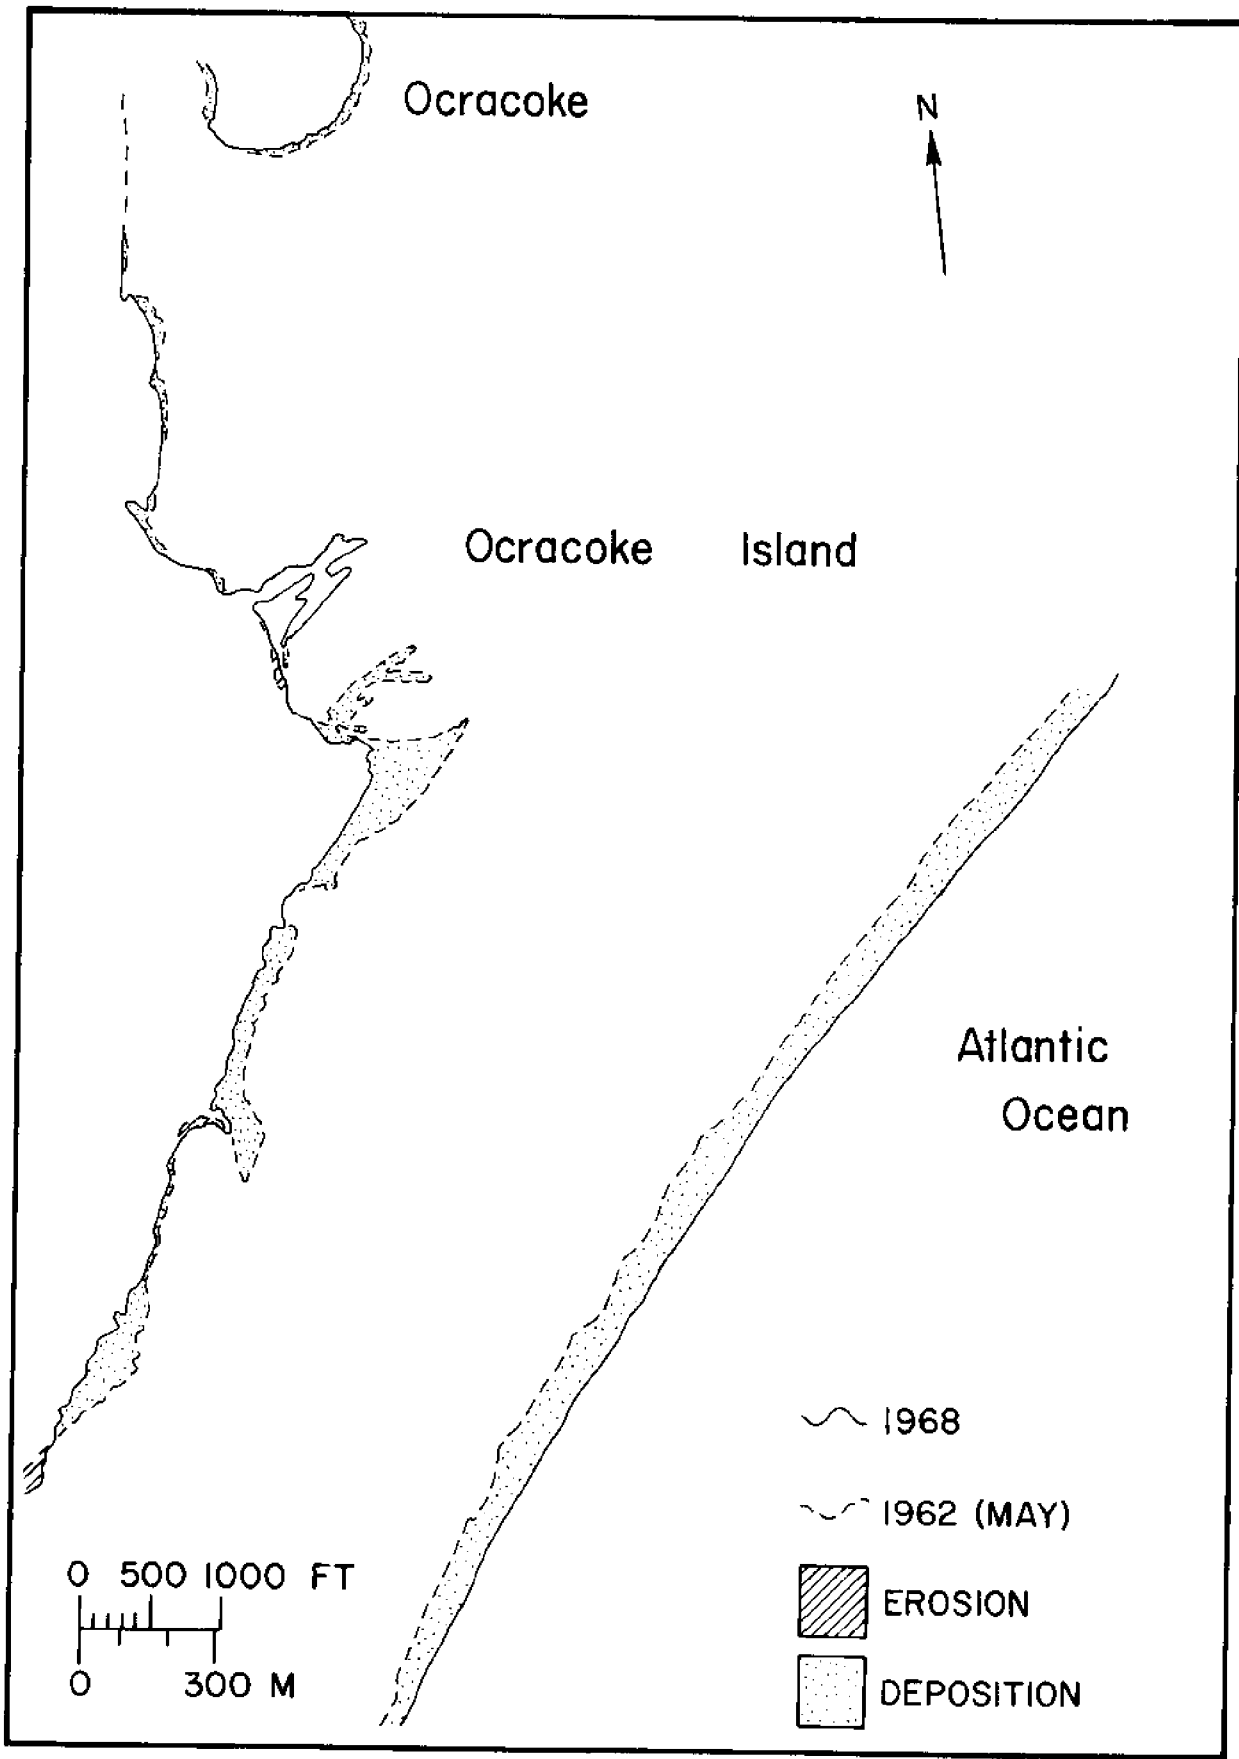 Ocracoke
N
Ocracoke Island
Atlantic
Ocean
1968
1962 (MAY)
0 500 1000 FT
0 300 M
EROSION
DEPOSITION